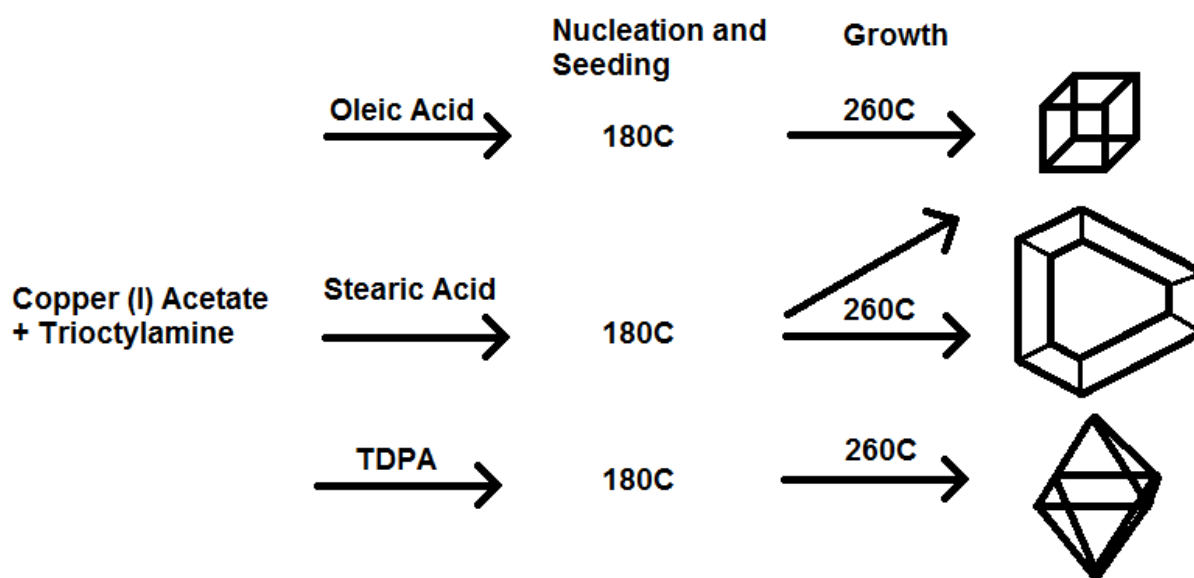 Nucleation and
Seeding
Growth
Oleic Acid
180C
260C
Copper (I) Acetate
+ Trioctylamine
Stearic Acid
180C
260C
TDPA
180C
260C